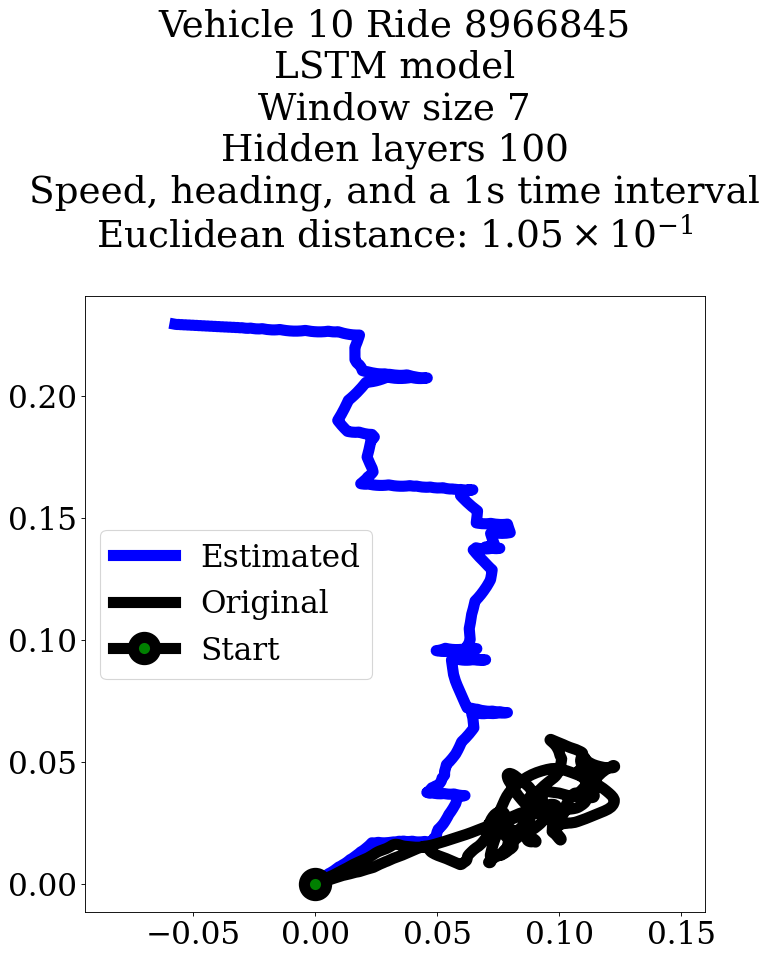 Vehicle 10 Ride 8966845
LSTM model
Window size 7
Hidden layers 100
Speed, heading, and a 1s time interval
Euclidean distance: 1.05 × 10⁻¹
0.20
0.15
Estimated
Original
Start
0.10
0.05
0.00
−0.05 0.00 0.05 0.10 0.15